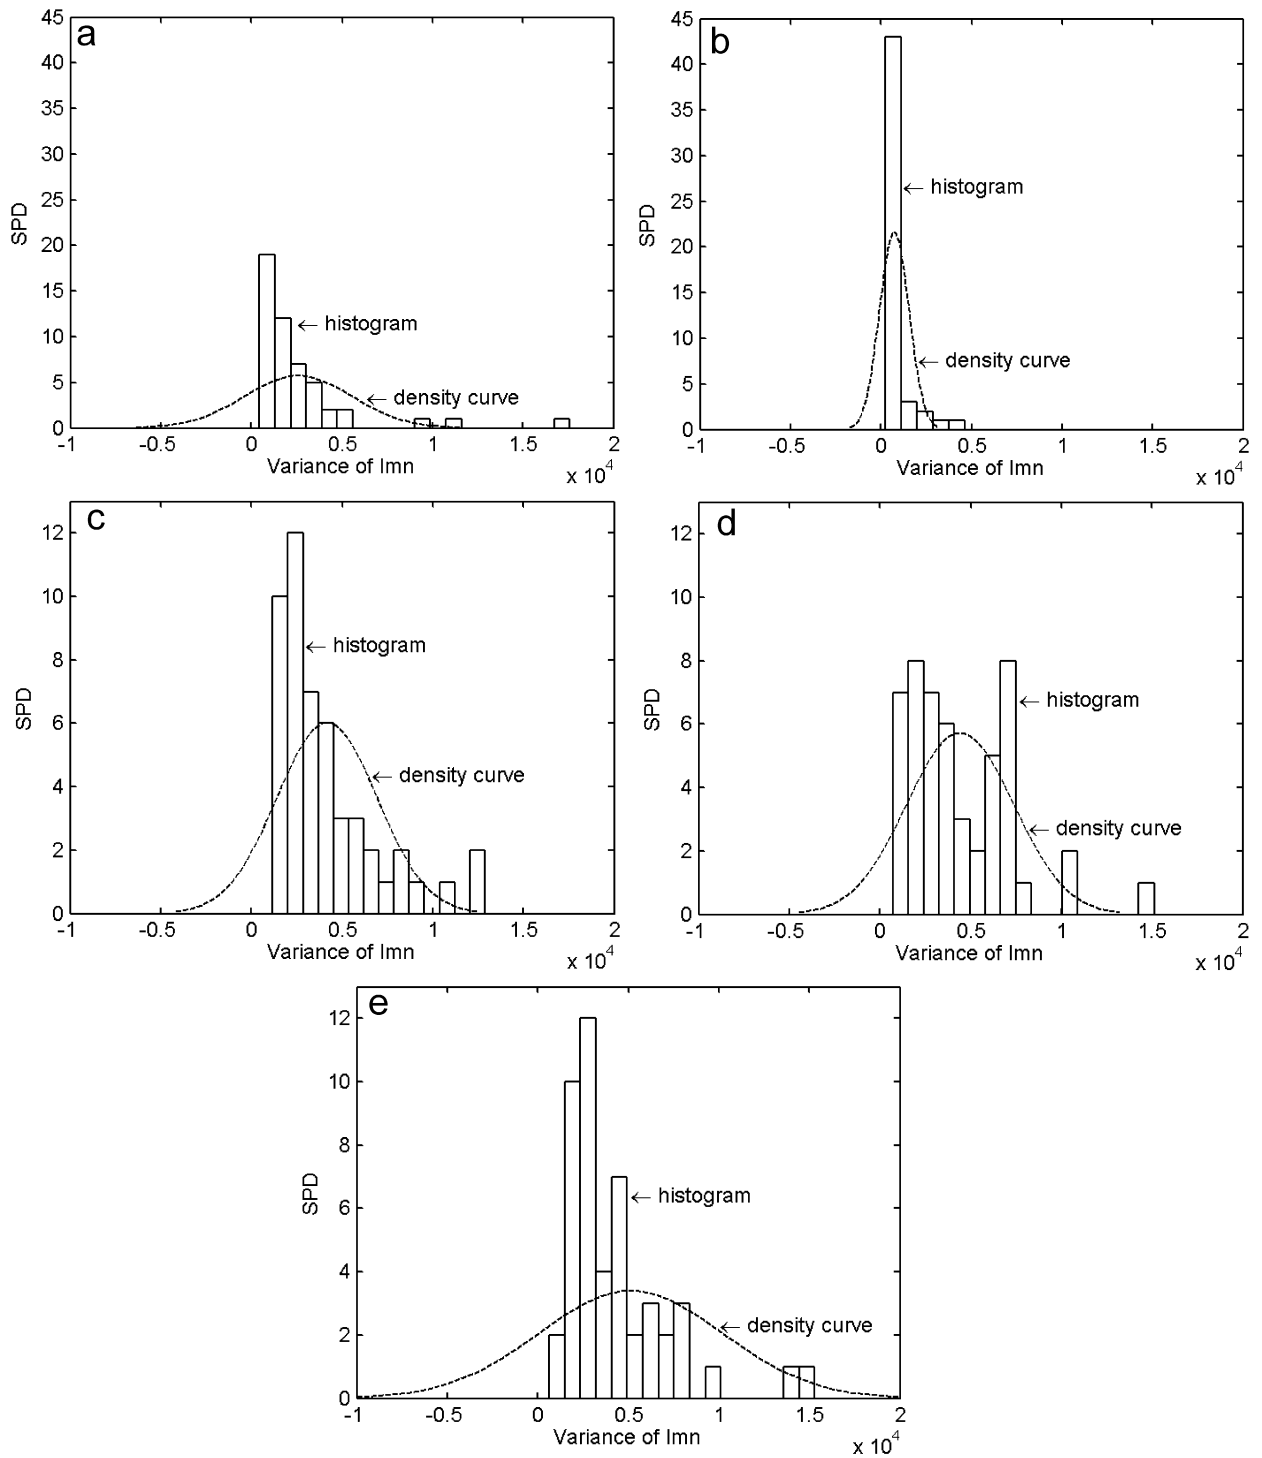 a
45
40
35
30
25
20
15
10
5
0
SPD
← histogram
← density curve
-1 -0.5 0 0.5 1 1.5 2
Variance of Imn
x 10^4
b
45
40
35
30
25
20
15
10
5
0
SPD
← histogram
← density curve
-1 -0.5 0 0.5 1 1.5 2
Variance of Imn
x 10^4
c
12
10
8
6
4
2
0
SPD
← histogram
← density curve
-1 -0.5 0 0.5 1 1.5 2
Variance of Imn
x 10^4
d
12
10
8
6
4
2
0
SPD
← histogram
← density curve
-1 -0.5 0 0.5 1 1.5 2
Variance of Imn
x 10^4
e
12
10
8
6
4
2
0
SPD
← histogram
← density curve
-1 -0.5 0 0.5 1 1.5 2
Variance of Imn
x 10^4